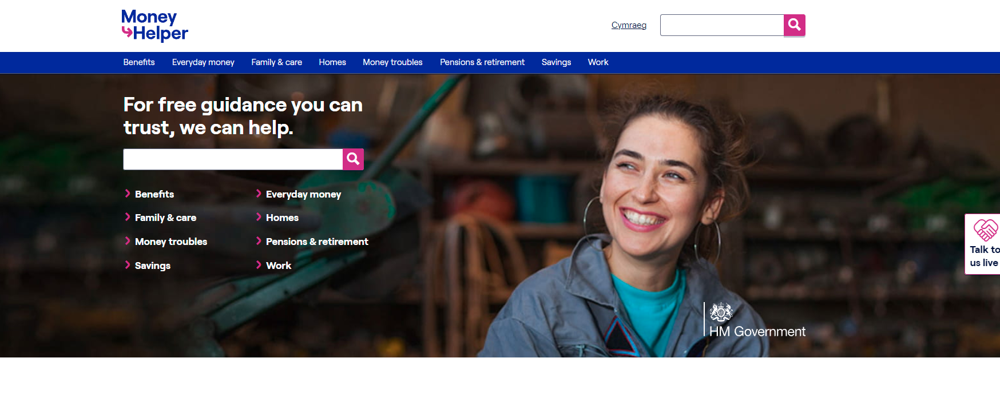 Money
Helper
Cymraeg
Benefits
Everyday money
Family & care
Homes
Money troubles
Pensions & retirement
Savings
Work
For free guidance you can
trust, we can help.
Benefits
Everyday money
Family & care
Homes
Money troubles
Pensions & retirement
Savings
Work
Talk to
us live
HM Government